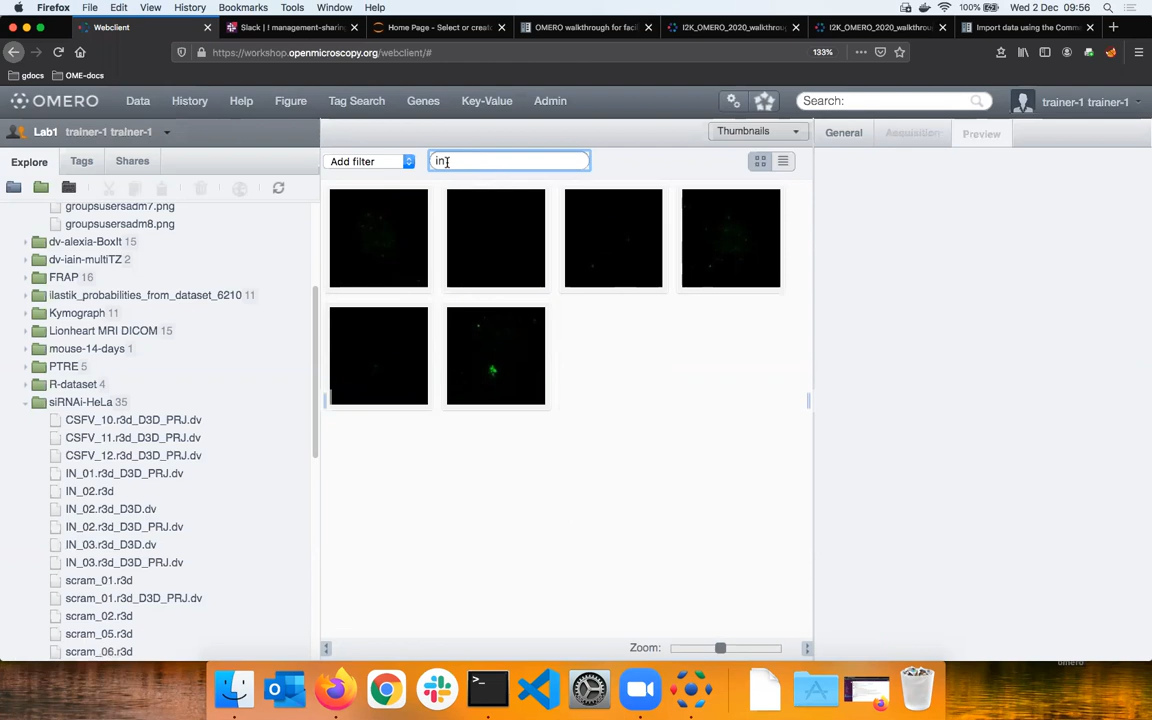 Firefox File Edit View History Bookmarks Tools Window Help 100% Wed 2 Dec 09:56
Webclient Slack | ! management-sharing Home Page - Select or create OMERO walkthrough for facil I2K_OMERO_2020_walkthroug I2K_OMERO_2020_walkthroug Import data using the Comme
https://workshop.openmicroscopy.org/webclient/# 133%
gdocs OME-docs
OMERO Data History Help Figure Tag Search Genes Key-Value Admin Search: trainer-1 trainer-1
Lab1 trainer-1 trainer-1 Thumbnails General Acquisition Preview
Explore Tags Shares Add filter in
groupsusersadm7.png
groupsusersadm8.png
dv-alexia-BoxIt 15
dv-iain-multiTZ 2
FRAP 16
ilastik_probabilities_from_dataset_6210 11
Kymograph 11
Lionheart MRI DICOM 15
mouse-14-days 1
PTRE 5
R-dataset 4
siRNAi-HeLa 35
CSFV_10.r3d_D3D_PRJ.dv
CSFV_11.r3d_D3D_PRJ.dv
CSFV_12.r3d_D3D_PRJ.dv
IN_01.r3d_D3D_PRJ.dv
IN_02.r3d
IN_02.r3d_D3D.dv
IN_02.r3d_D3D_PRJ.dv
IN_03.r3d_D3D.dv
IN_03.r3d_D3D_PRJ.dv
scram_01.r3d
scram_01.r3d_D3D_PRJ.dv
scram_02.r3d
scram_05.r3d
scram_06.r3d
Zoom:
omero